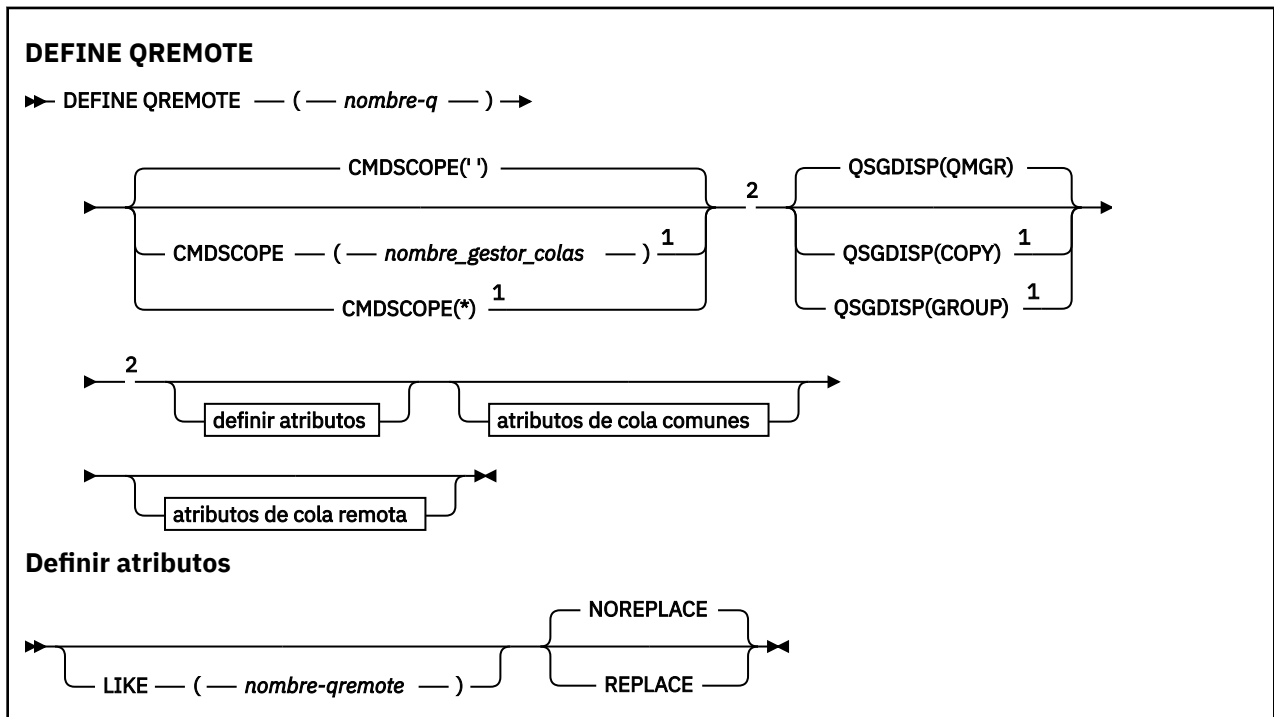 DEFINE QREMOTE
DEFINE QREMOTE ( nombre-q )
CMDSCOPE(' ')
CMDSCOPE ( nombre_gestor_colas ) 1
CMDSCOPE(*) 1
2
QSGDISP(QMGR)
QSGDISP(COPY) 1
QSGDISP(GROUP) 1
2
definir atributos
atributos de cola comunes
atributos de cola remota
Definir atributos
LIKE ( nombre-qremote )
NOREPLACE
REPLACE